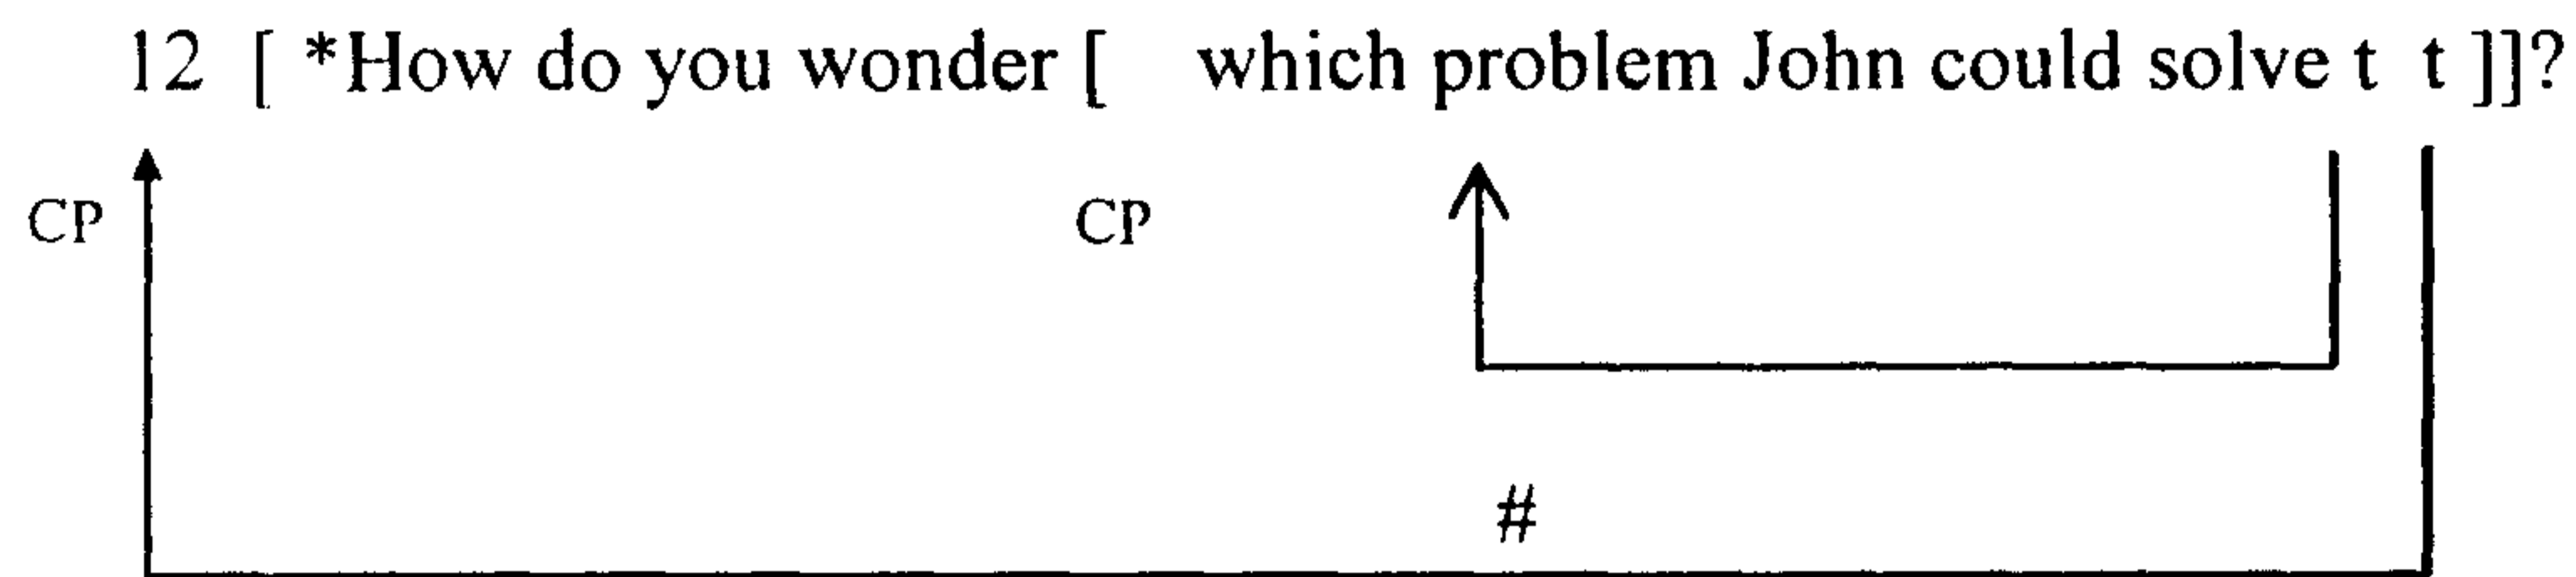 12 [ *How do you wonder [ which problem John could solve t t ]]?
CP CP
#